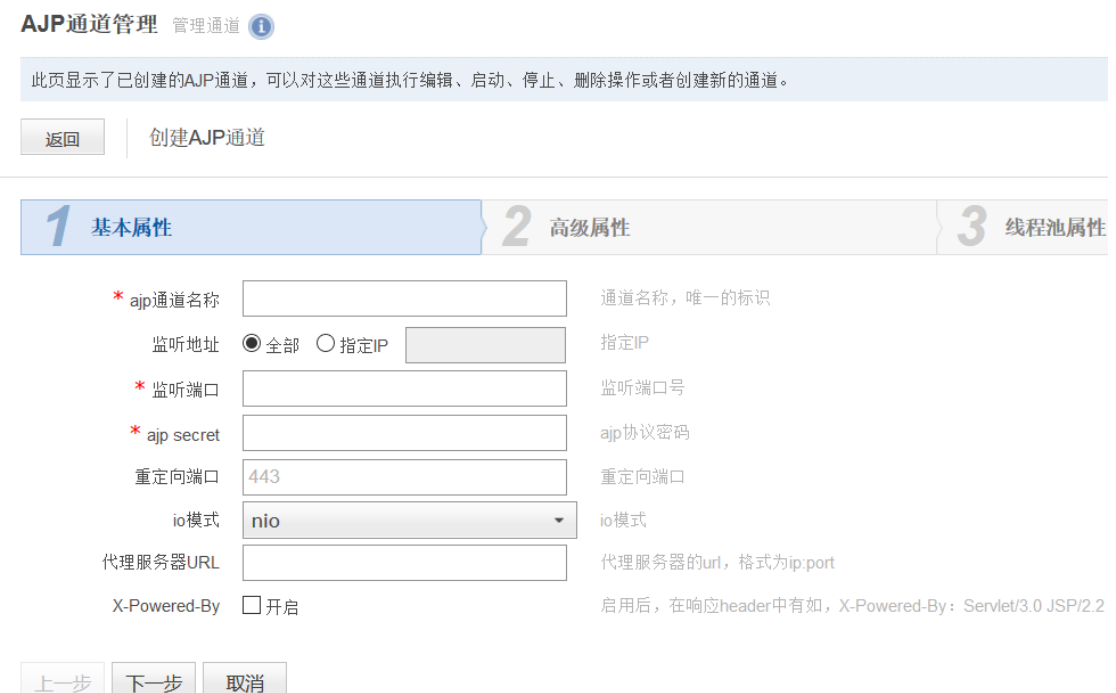 AJP通道管理 管理通道
此页显示了已创建的AJP通道，可以对这些通道执行编辑、启动、停止、删除操作或者创建新的通道。
返回 创建AJP通道
1 基本属性 2 高级属性 3 线程池属性
* ajp通道名称 通道名称，唯一的标识
监听地址 全部 指定IP 指定IP
* 监听端口 监听端口号
* ajp secret ajp协议密码
重定向端口 443 重定向端口
io模式 nio io模式
代理服务器URL 代理服务器的url，格式为ip:port
X-Powered-By 开启 启用后，在响应header中有如，X-Powered-By：Servlet/3.0 JSP/2.2
上一步 下一步 取消